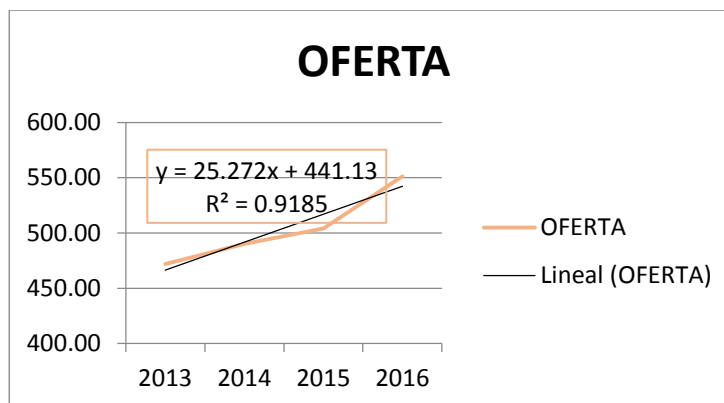 OFERTA
600.00
550.00
500.00
450.00
400.00
y = 25.272x + 441.13
R² = 0.9185
2013 2014 2015 2016
OFERTA
Lineal (OFERTA)